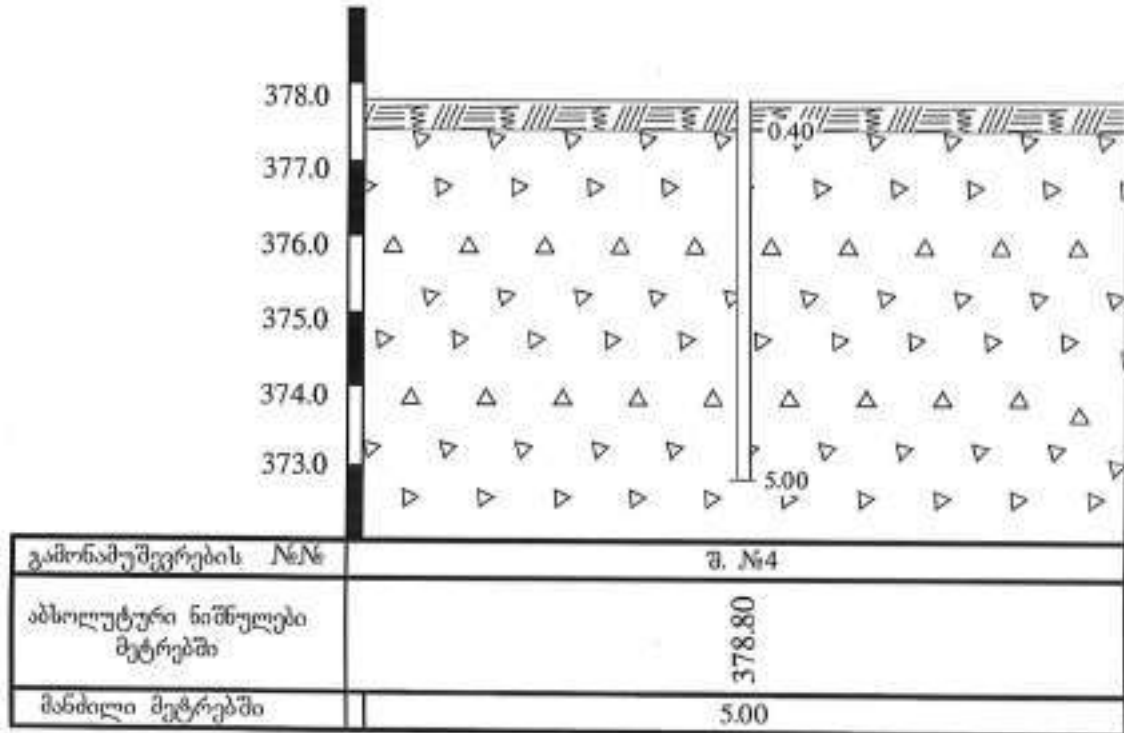 378.0
0.40
377.0
376.0
375.0
374.0
373.0
5.00
გამონამუშევრების №№
შ. №4
აბსოლუტური ნიშნულები
მეტრებში
378.80
მანძილი მეტრებში
5.00